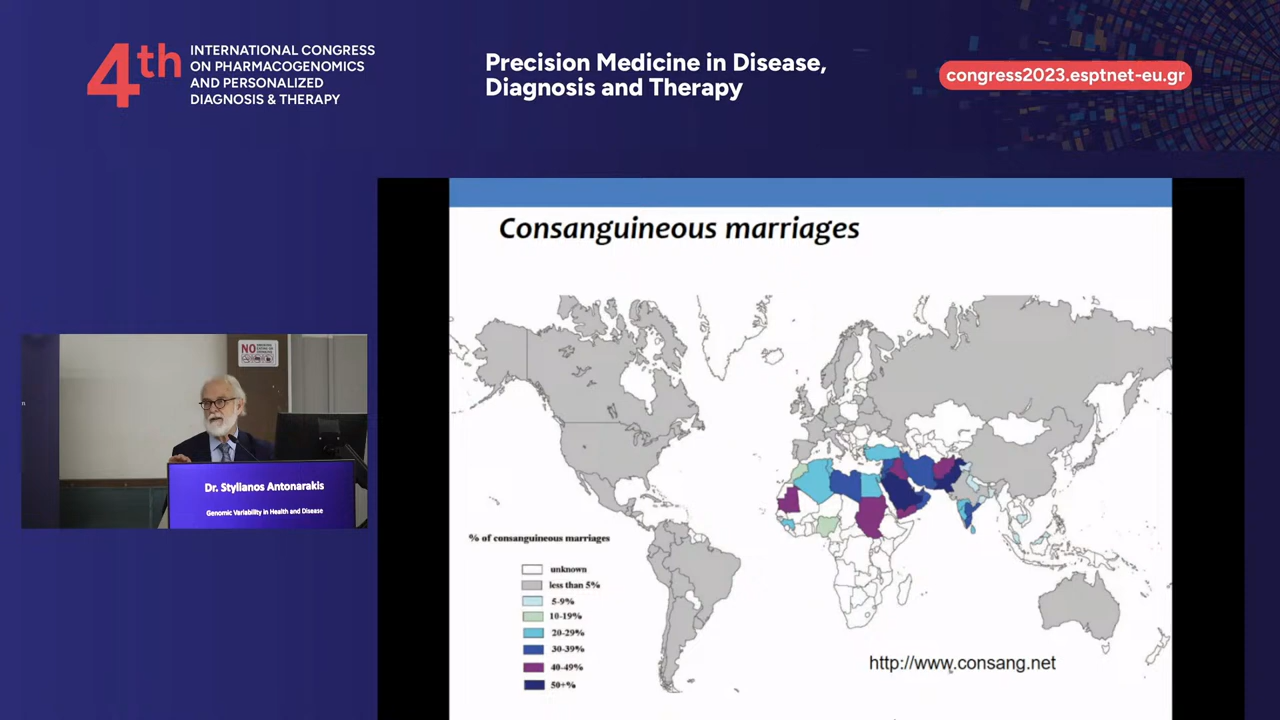 4th
INTERNATIONAL CONGRESS
ON PHARMACOGENOMICS
AND PERSONALIZED
DIAGNOSIS & THERAPY
Precision Medicine in Disease,
Diagnosis and Therapy
congress2023.esptnet-eu.gr
Consanguineous marriages
NO
Dr. Stylianos Antonarakis
Genomic Variability in Health and Disease
% of consanguineous marriages
unknown
less than 5%
5-9%
10-19%
20-29%
30-39%
40-49%
50+%
http://www.consang.net